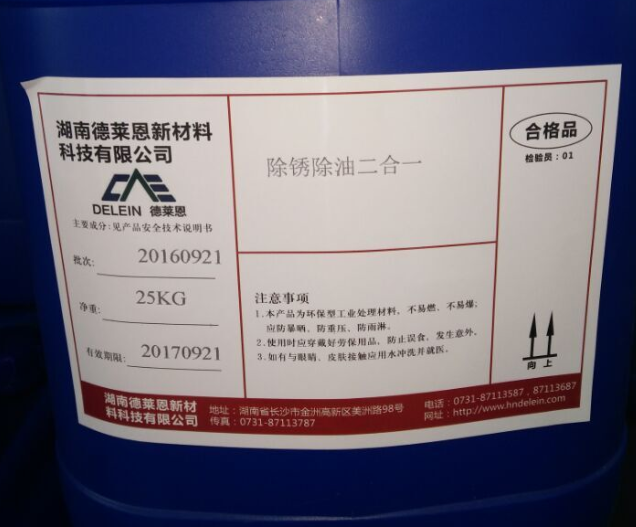 湖南德莱恩新材料
科技有限公司
DELEIN 德莱恩
主要成分:见产品安全技术说明书
批次: 20160921
净重: 25KG
有效期限: 20170921
除锈除油二合一
注意事项
1.本产品为环保型工业处理材料，不易燃、不易爆；
应防暴晒、防重压、防雨淋。
2.使用时应穿戴好劳保用品，防止误食，发生意外。
3.如有与眼睛、皮肤接触应用水冲洗并就医。
合格品
检验员：01
向上
湖南德莱恩新材
料科技有限公司
地址：湖南省长沙市金洲高新区美洲路98号
传真：0731-87113787
电话：0731-87113587，87113687
网址：http://www.hndelein.com